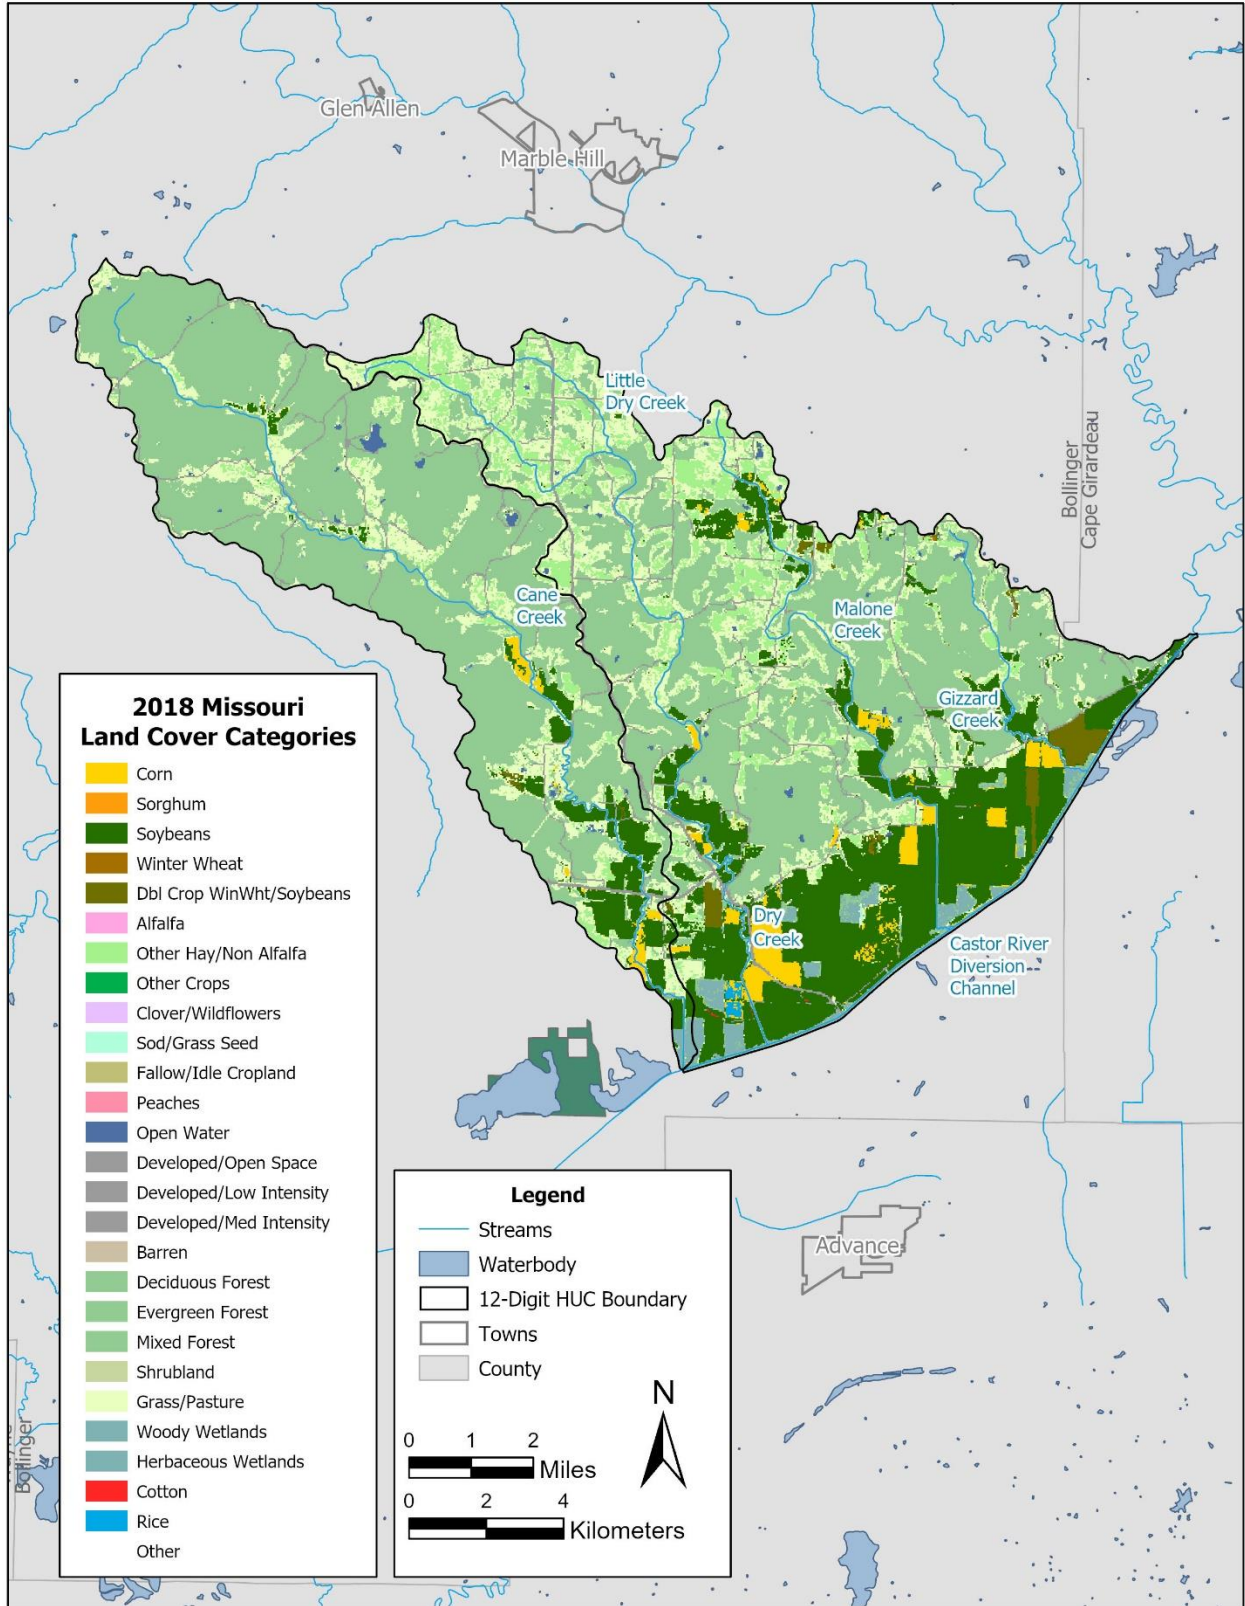 Glen Allen
Marble Hill
Little
Dry Creek
Bollinger
Cape Girardeau
Cane
Creek
Malone
Creek
Gizzard
Creek
Dry
Creek
Castor River
Diversion
Channel
Advance
2018 Missouri
Land Cover Categories
Corn
Sorghum
Soybeans
Winter Wheat
Dbl Crop WinWht/Soybeans
Alfalfa
Other Hay/Non Alfalfa
Other Crops
Clover/Wildflowers
Sod/Grass Seed
Fallow/Idle Cropland
Peaches
Open Water
Developed/Open Space
Developed/Low Intensity
Developed/Med Intensity
Barren
Deciduous Forest
Evergreen Forest
Mixed Forest
Shrubland
Grass/Pasture
Woody Wetlands
Herbaceous Wetlands
Cotton
Rice
Other
Legend
Streams
Waterbody
12-Digit HUC Boundary
Towns
County
N
0 1 2
Miles
0 2 4
Kilometers
Bollinger